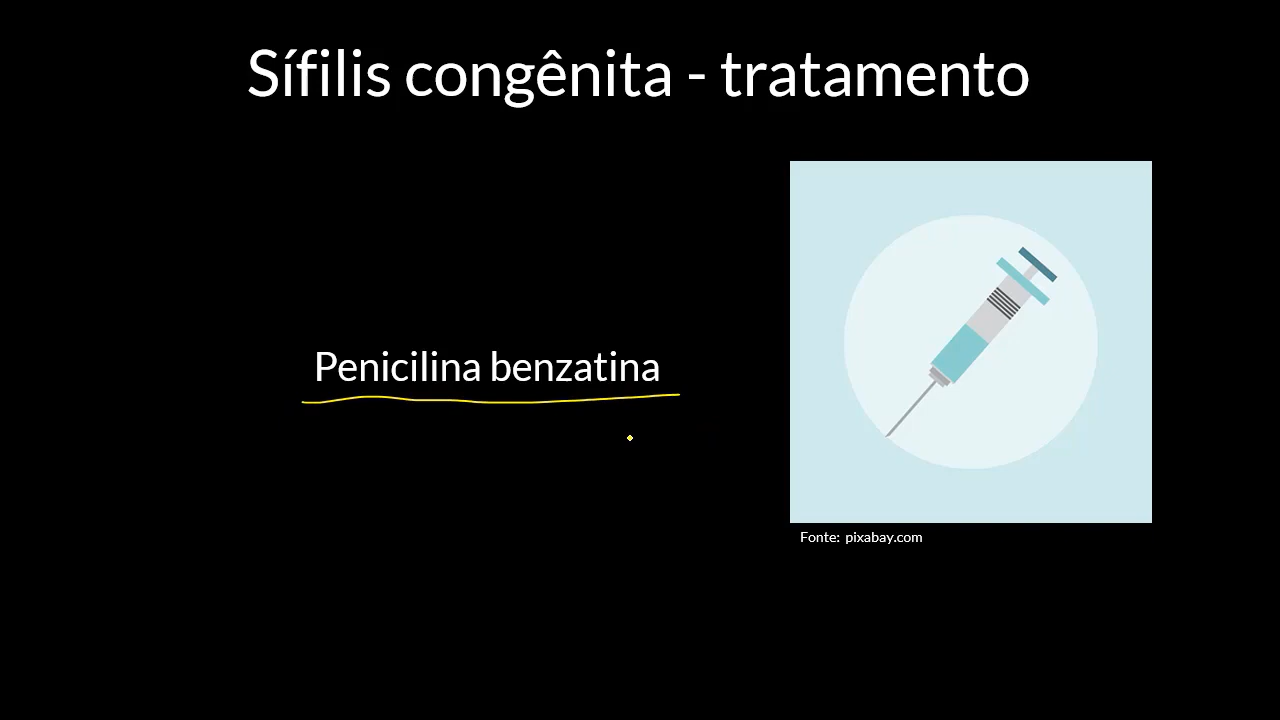 Sífilis congênita - tratamento
Penicilina benzatina
Fonte: pixabay.com